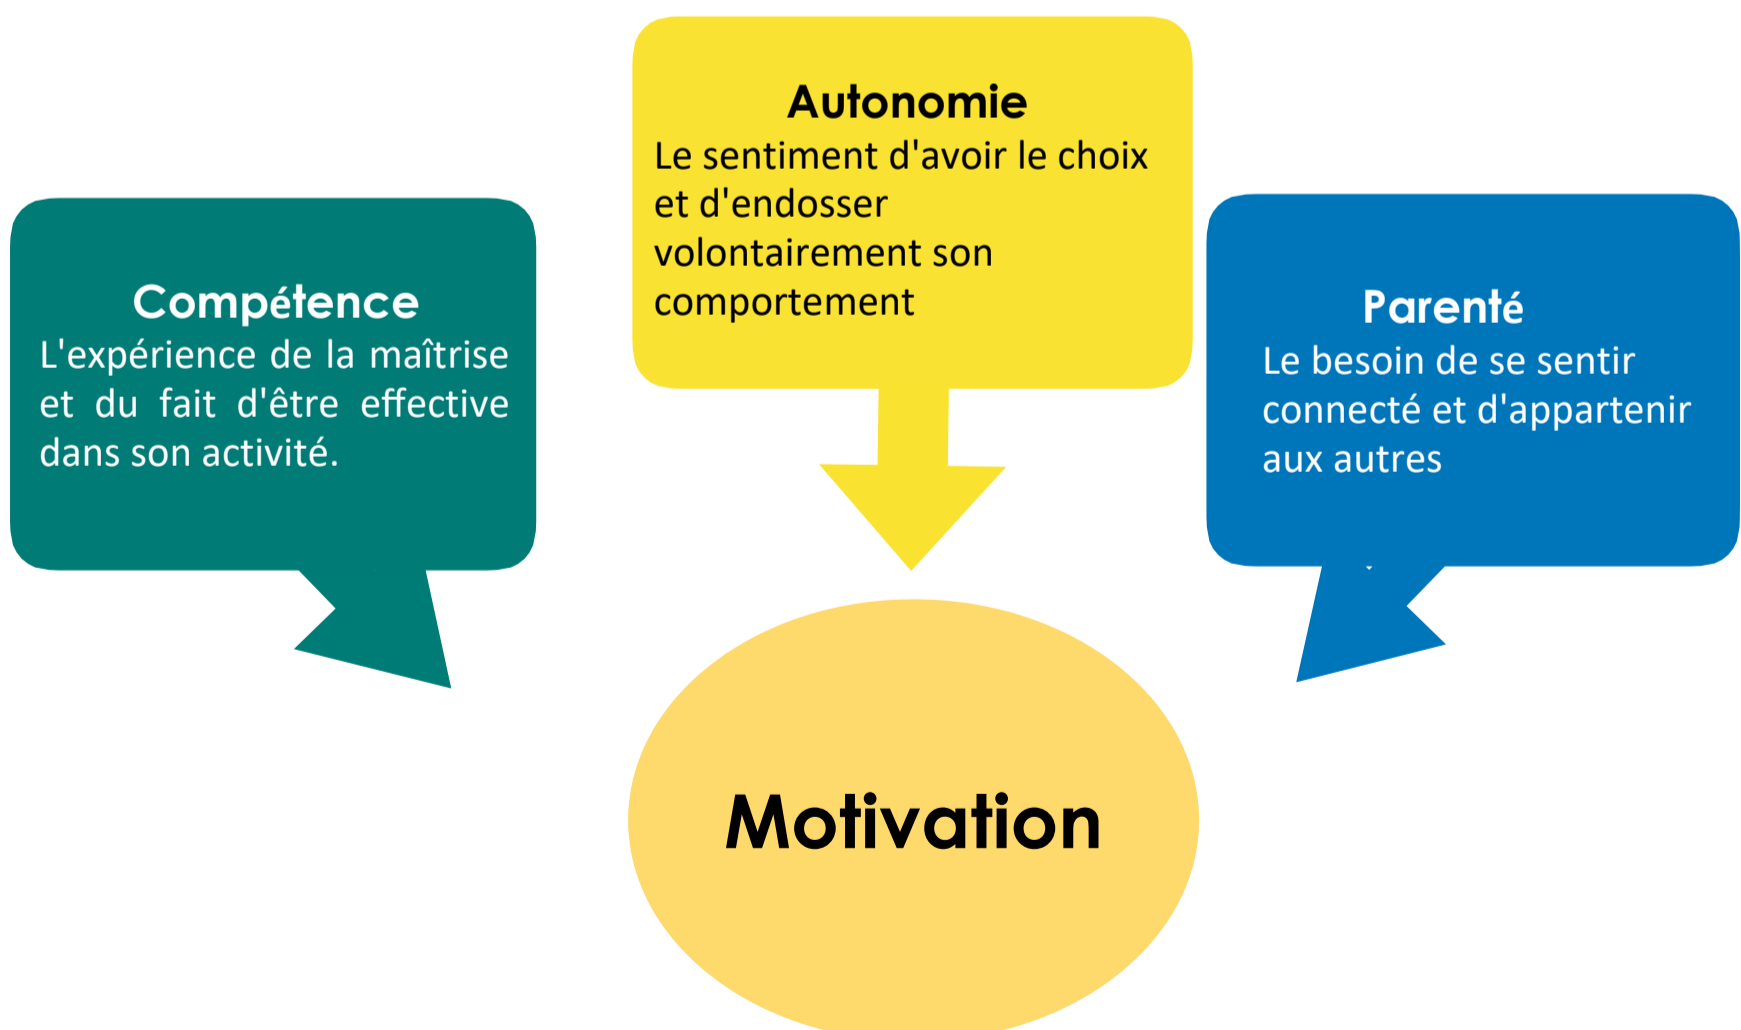 Autonomie
Le sentiment d'avoir le choix
et d'endosser
volontairement son
comportement
Compétence
L'expérience de la maîtrise
et du fait d'être effective
dans son activité.
Parenté
Le besoin de se sentir
connecté et d'appartenir
aux autres
Motivation